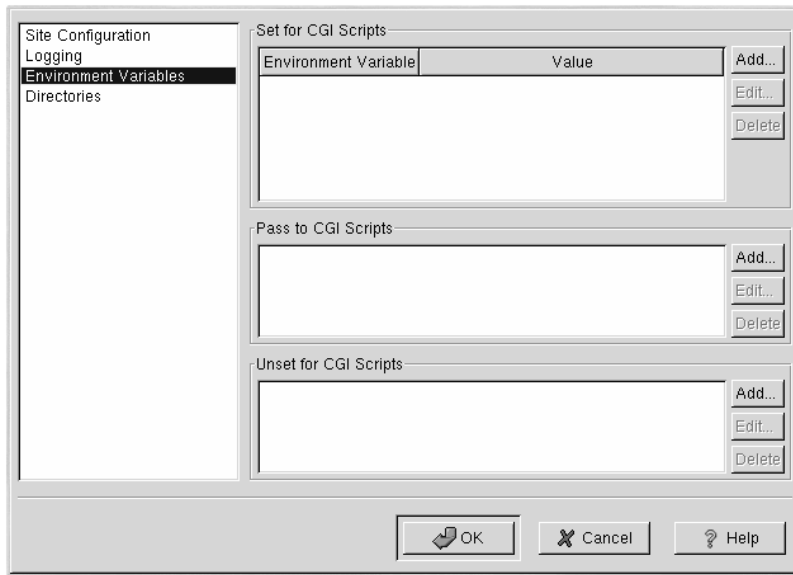 Site Configuration
Logging
Environment Variables
Directories
Set for CGI Scripts
Environment Variable Value
Add...
Edit...
Delete
Pass to CGI Scripts
Add...
Edit...
Delete
Unset for CGI Scripts
Add...
Edit...
Delete
OK Cancel Help